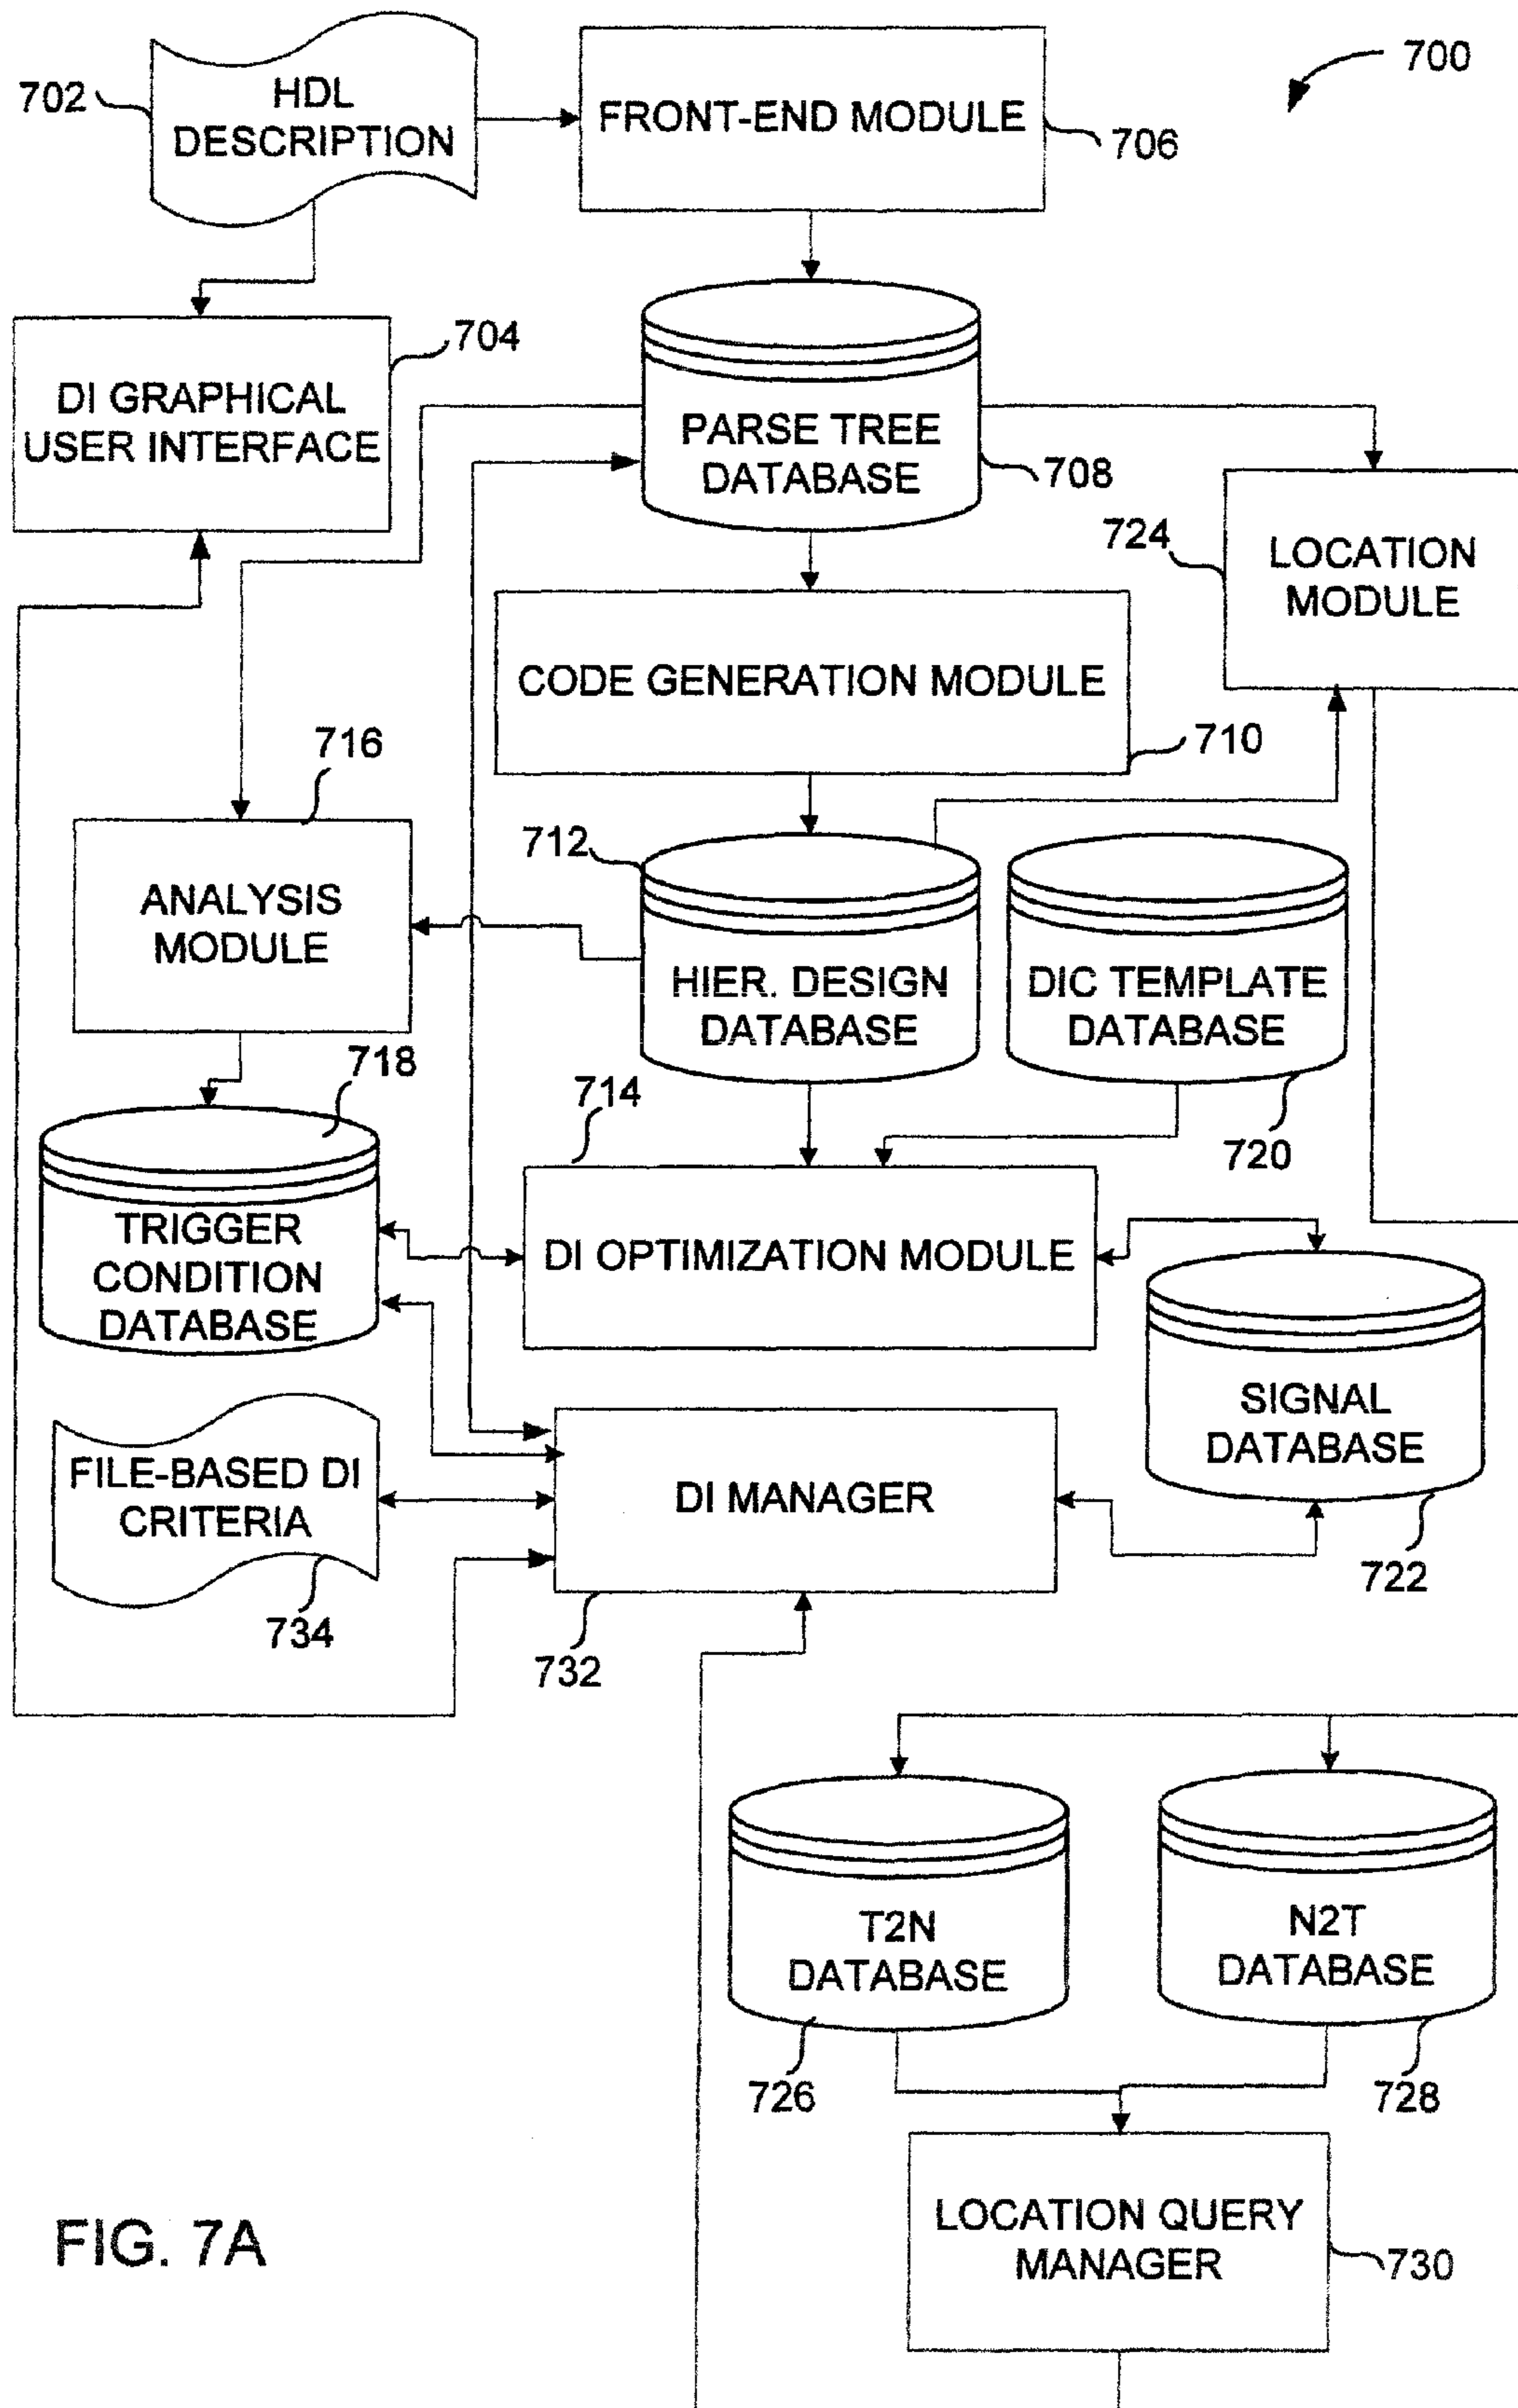 700
702
HDL
DESCRIPTION
FRONT-END MODULE
706
704
DI GRAPHICAL
USER INTERFACE
PARSE TREE
DATABASE
708
724
LOCATION
MODULE
CODE GENERATION MODULE
710
716
ANALYSIS
MODULE
712
HIER. DESIGN
DATABASE
DIC TEMPLATE
DATABASE
720
718
TRIGGER
CONDITION
DATABASE
714
DI OPTIMIZATION MODULE
SIGNAL
DATABASE
722
FILE-BASED DI
CRITERIA
734
DI MANAGER
732
T2N
DATABASE
726
N2T
DATABASE
728
LOCATION QUERY
MANAGER
730
FIG. 7A